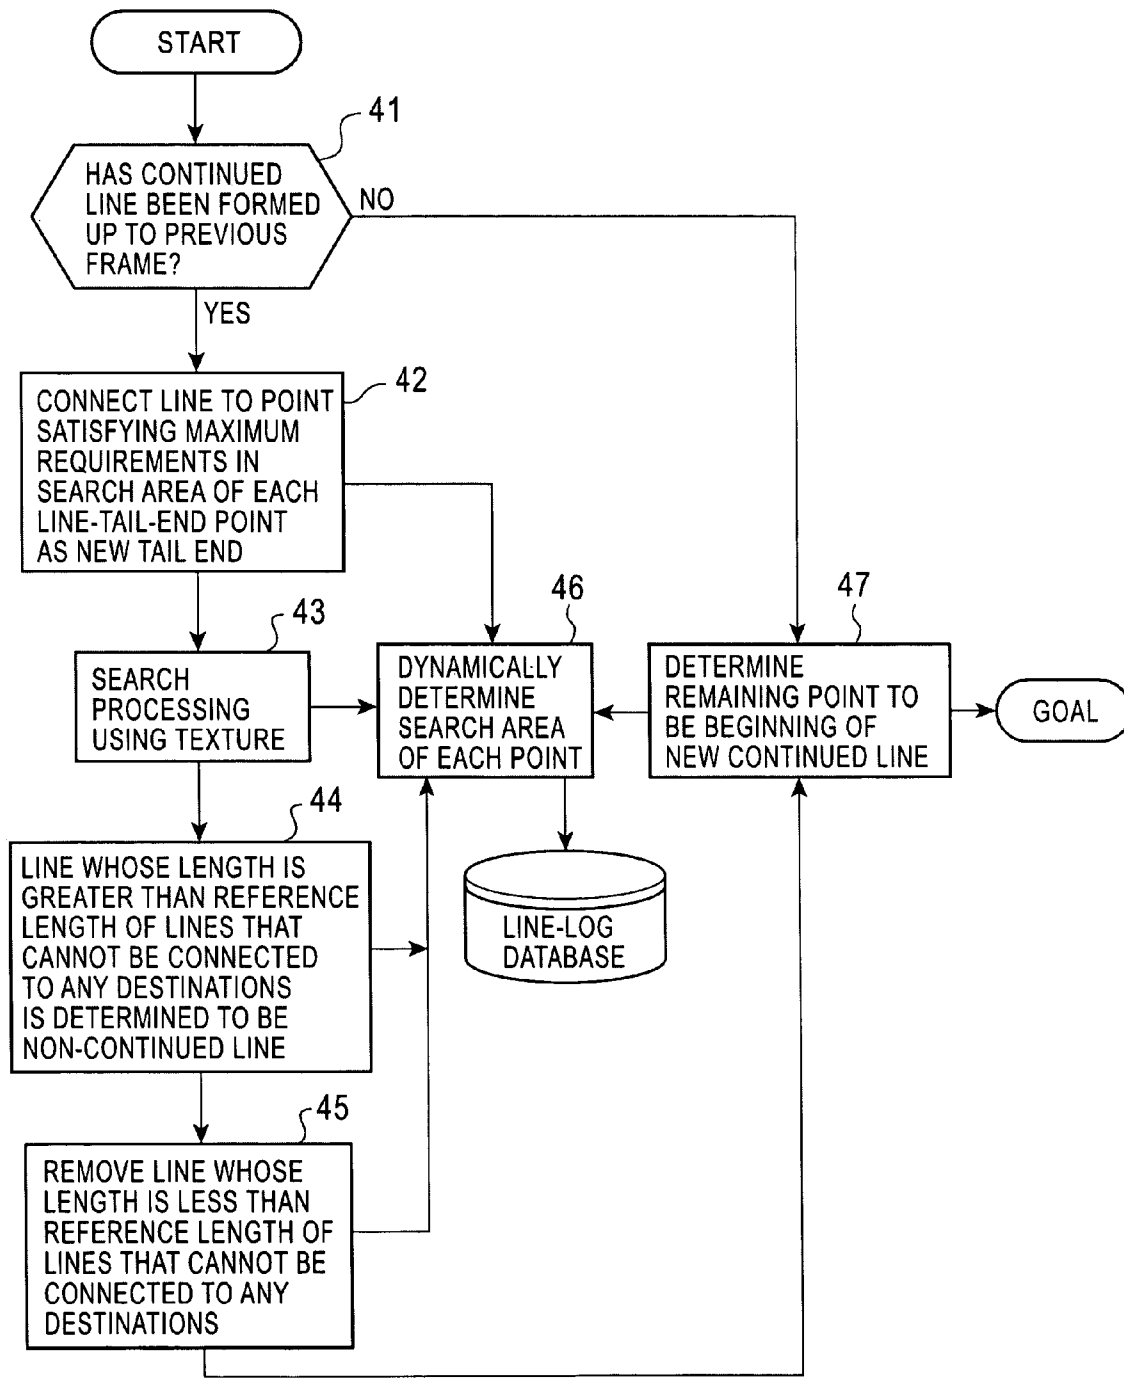 START
41
HAS CONTINUED
LINE BEEN FORMED
UP TO PREVIOUS
FRAME?
NO
YES
42
CONNECT LINE TO POINT
SATISFYING MAXIMUM
REQUIREMENTS IN
SEARCH AREA OF EACH
LINE-TAIL-END POINT
AS NEW TAIL END
43
SEARCH
PROCESSING
USING TEXTURE
46
DYNAMICALLY
DETERMINE
SEARCH AREA
OF EACH POINT
47
DETERMINE
REMAINING POINT TO
BE BEGINNING OF
NEW CONTINUED LINE
GOAL
44
LINE WHOSE LENGTH IS
GREATER THAN REFERENCE
LENGTH OF LINES THAT
CANNOT BE CONNECTED
TO ANY DESTINATIONS
IS DETERMINED TO BE
NON-CONTINUED LINE
LINE-LOG
DATABASE
45
REMOVE LINE WHOSE
LENGTH IS LESS THAN
REFERENCE LENGTH OF
LINES THAT CANNOT BE
CONNECTED TO ANY
DESTINATIONS